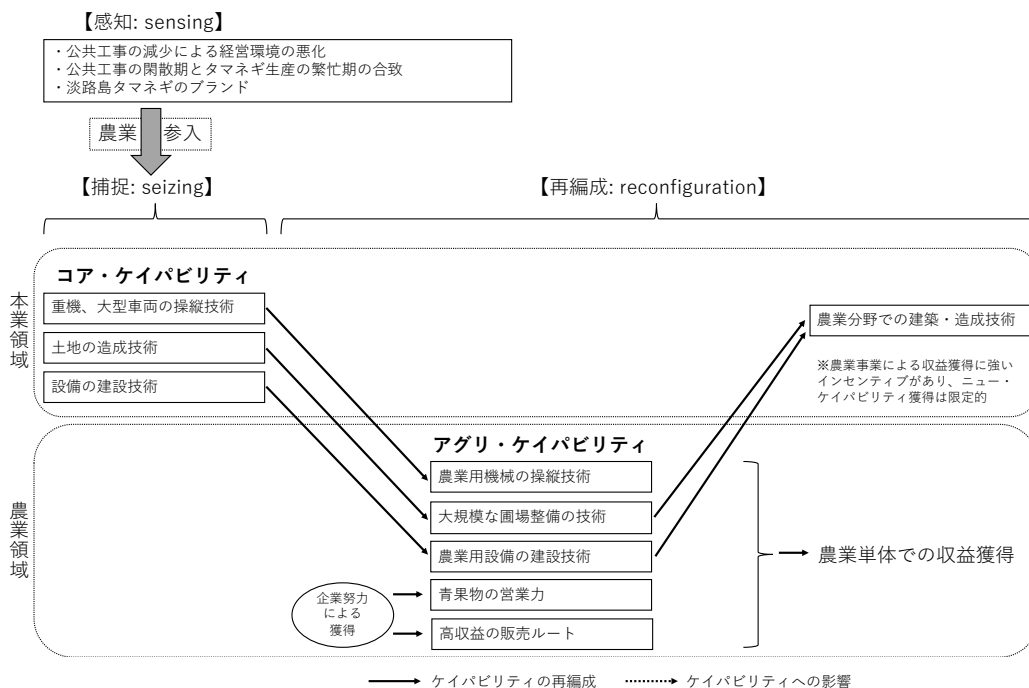 【感知: sensing】
・公共工事の減少による経営環境の悪化
・公共工事の閑散期とタマネギ生産の繁忙期の合致
・淡路島タマネギのブランド
農業 参入
【捕捉: seizing】
【再編成: reconfiguration】
本業領域
コア・ケイパビリティ
重機、大型車両の操縦技術
土地の造成技術
設備の建設技術
農業分野での建築・造成技術
※農業事業による収益獲得に強い
インセンティブがあり、ニュー・
ケイパビリティ獲得は限定的
農業領域
アグリ・ケイパビリティ
農業用機械の操縦技術
大規模な圃場整備の技術
農業用設備の建設技術
青果物の営業力
高収益の販売ルート
企業努力
による
獲得
農業単体での収益獲得
ケイパビリティの再編成
ケイパビリティへの影響